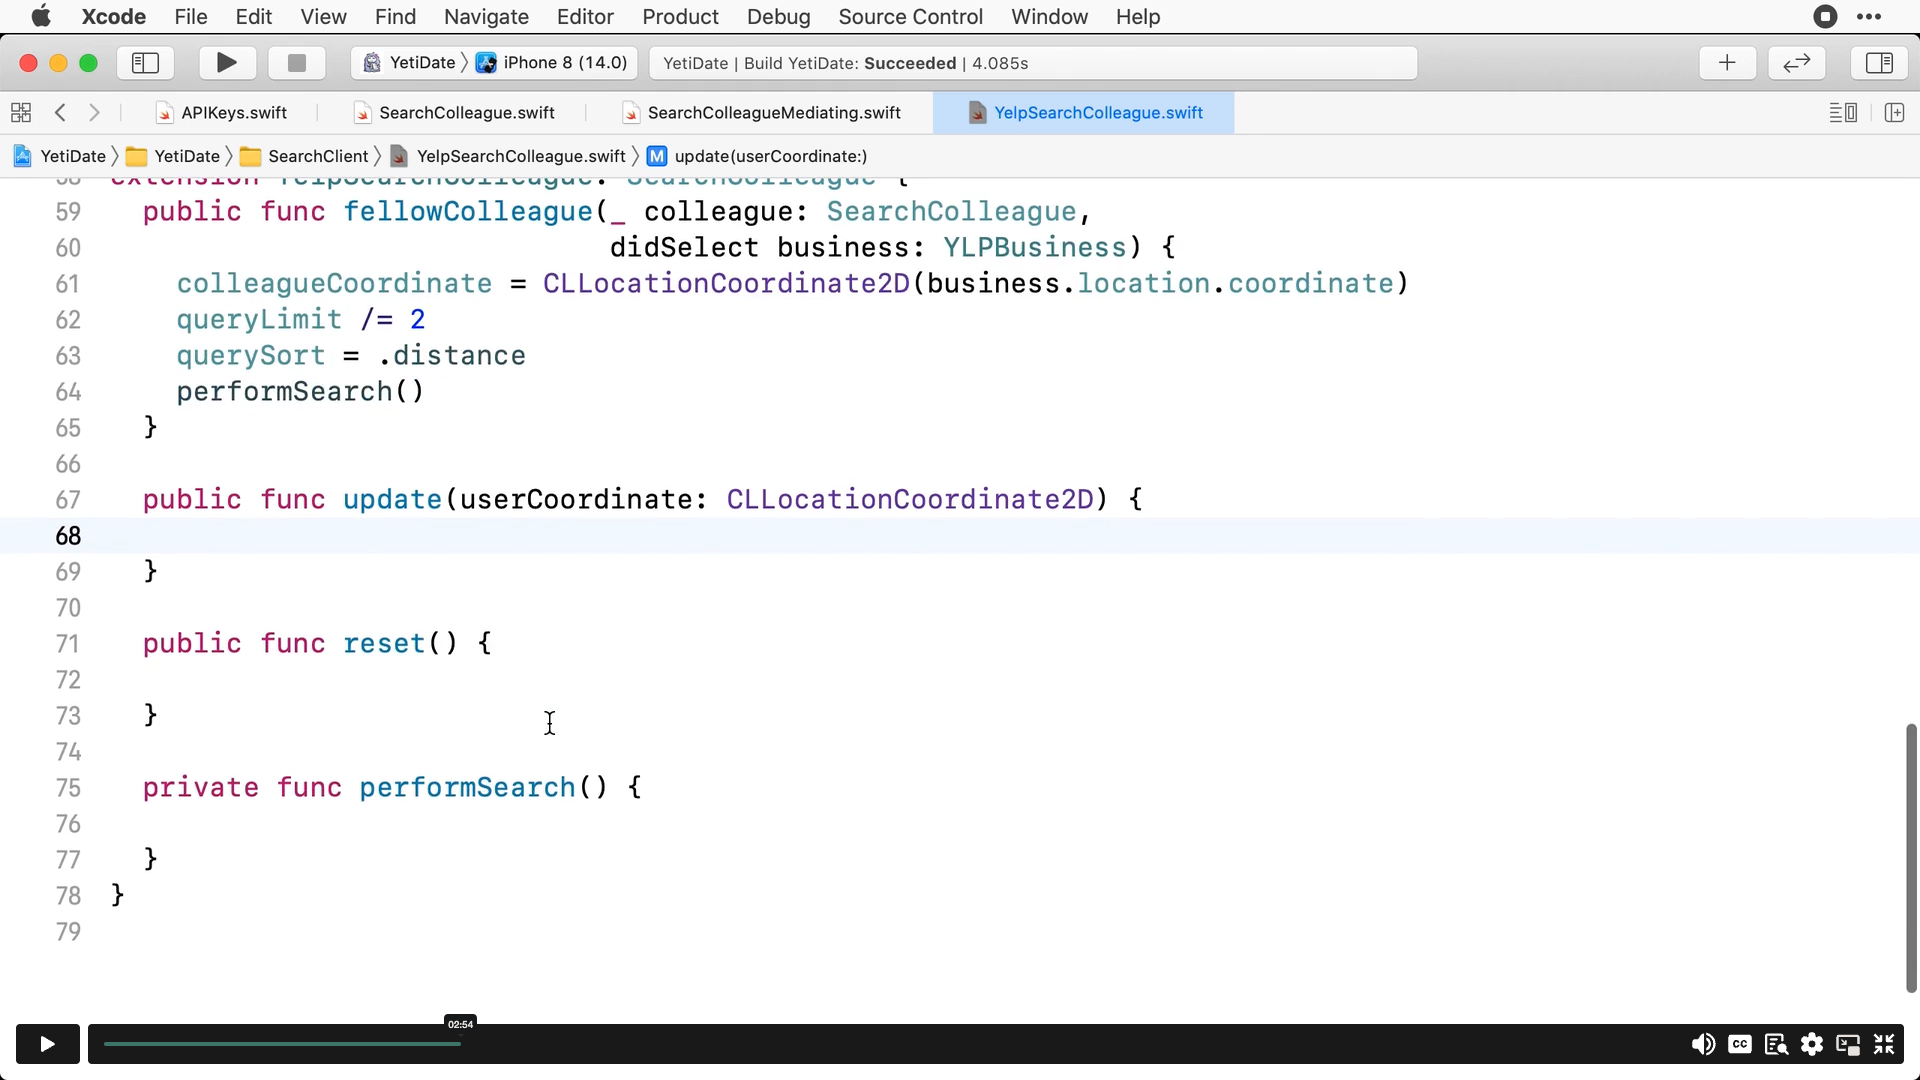 Xcode File Edit View Find Navigate Editor Product Debug Source Control Window Help
YetiDate 〉 iPhone 8 (14.0) YetiDate | Build YetiDate: Succeeded | 4.085s
APIKeys.swift SearchColleague.swift SearchColleagueMediating.swift YelpSearchColleague.swift
YetiDate 〉 YetiDate 〉 SearchClient 〉 YelpSearchColleague.swift 〉 M update(userCoordinate:)
58 extension YelpSearchColleague: SearchColleague {
59 public func fellowColleague(_ colleague: SearchColleague,
60 didSelect business: YLPBusiness) {
61 colleagueCoordinate = CLLocationCoordinate2D(business.location.coordinate)
62 queryLimit /= 2
63 querySort = .distance
64 performSearch()
65 }
66
67 public func update(userCoordinate: CLLocationCoordinate2D) {
68
69 }
70
71 public func reset() {
72
73 }
74
75 private func performSearch() {
76
77 }
78 }
79
02:54
CC